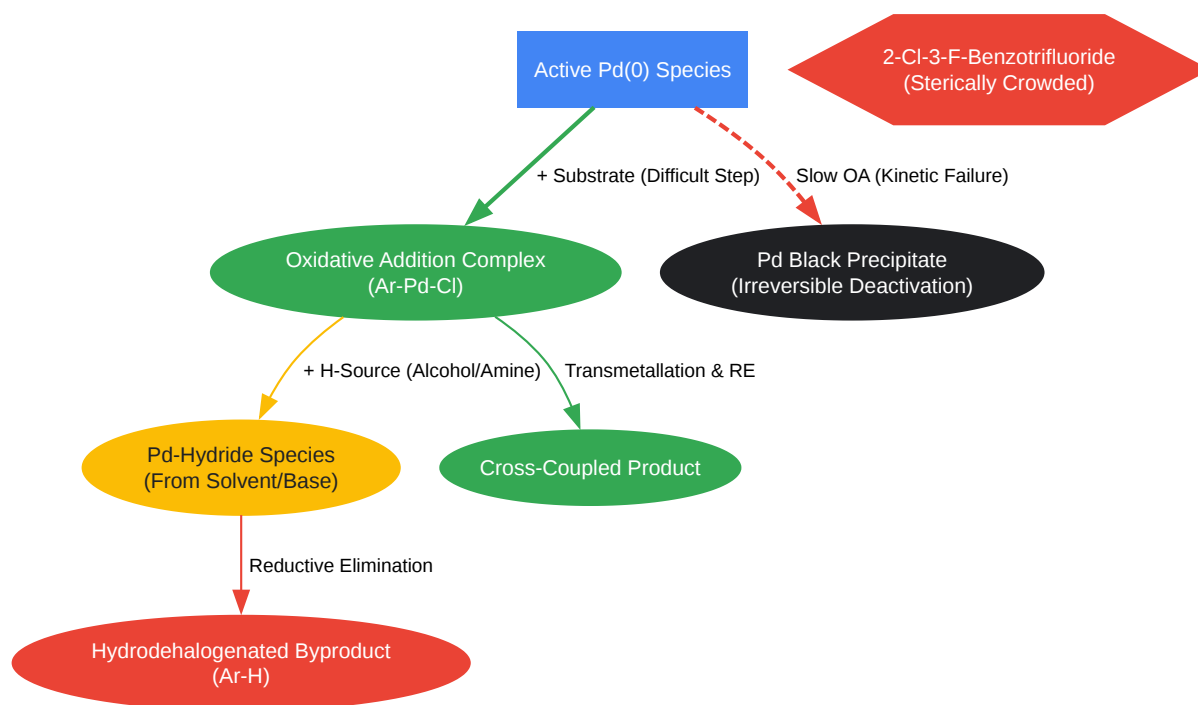 Active Pd(0) Species
2-Cl-3-F-Benzotrifluoride
(Sterically Crowded)
+ Substrate (Difficult Step)
Slow OA (Kinetic Failure)
Oxidative Addition Complex
(Ar-Pd-Cl)
Pd Black Precipitate
(Irreversible Deactivation)
+ H-Source (Alcohol/Amine)
Transmetallation & RE
Pd-Hydride Species
(From Solvent/Base)
Cross-Coupled Product
Reductive Elimination
Hydrodehalogenated Byproduct
(Ar-H)